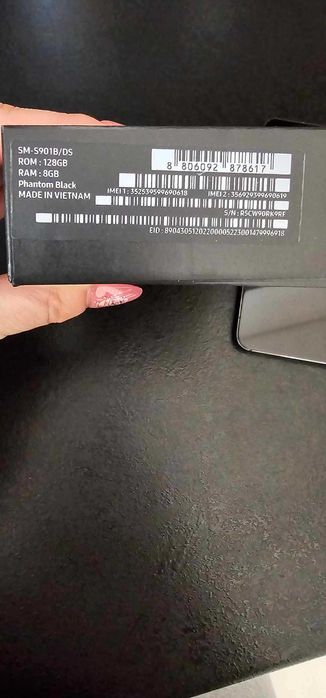 SM-S901B/DS
ROM : 128GB
RAM : 8GB
Phantom Black
MADE IN VIETNAM
8 806092 878617
IMEI 1 : 352539599690618 IMEI 2 : 356929399690619
S/N : R5CW90RK9RF
EID : 89043051202200005223001479996918